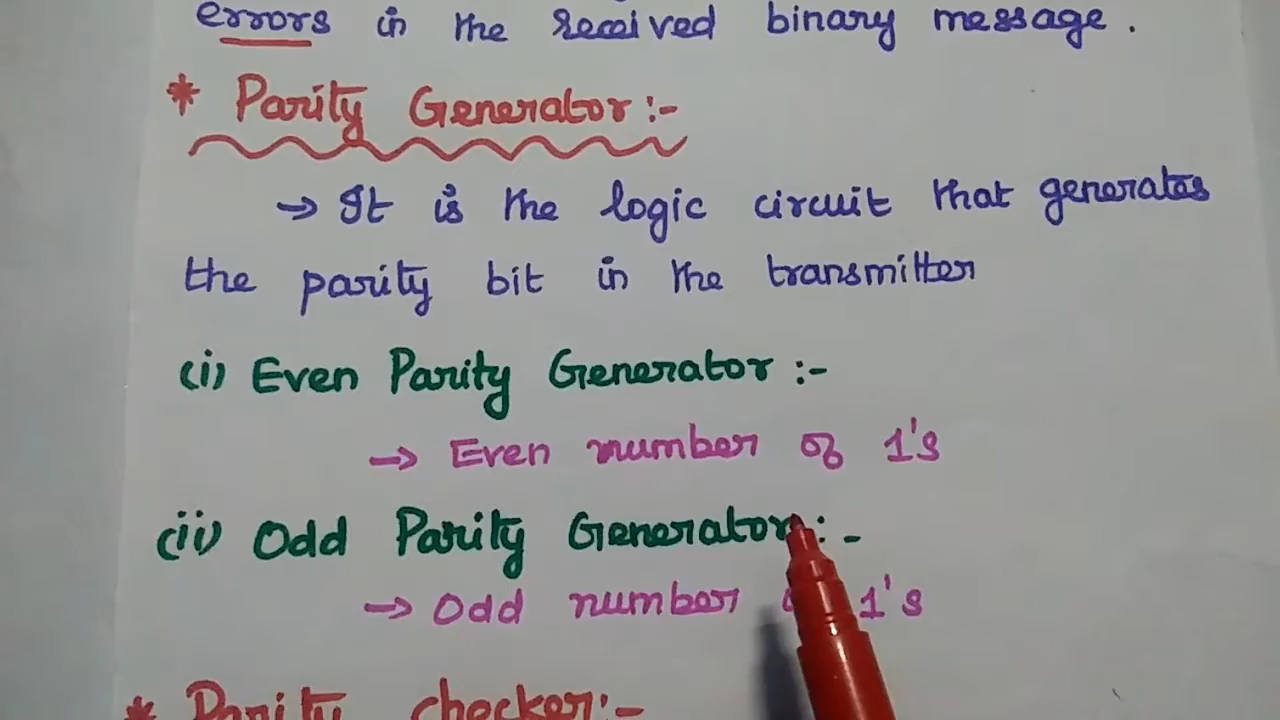 errors in the received binary message.
* Parity Generator:-
→ It is the logic circuit that generates
the parity bit in the transmitter
(i) Even Parity Generator:-
→ Even number of 1's
(ii) Odd Parity Generator:-
→ Odd number 1's
* Parity checker:-